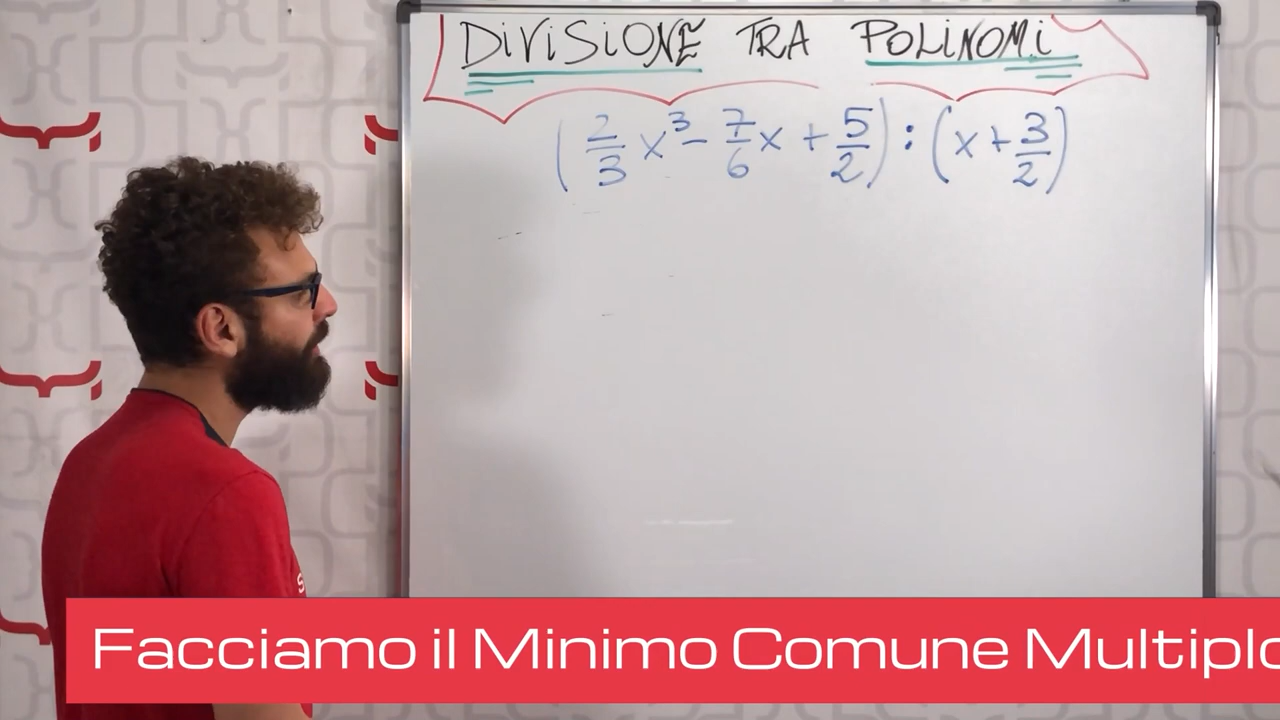 DIVISIONE TRA POLINOMI
(2/3 x³ - 7/6 x + 5/2) : (x + 3/2)
S
Facciamo il Minimo Comune Multiplo